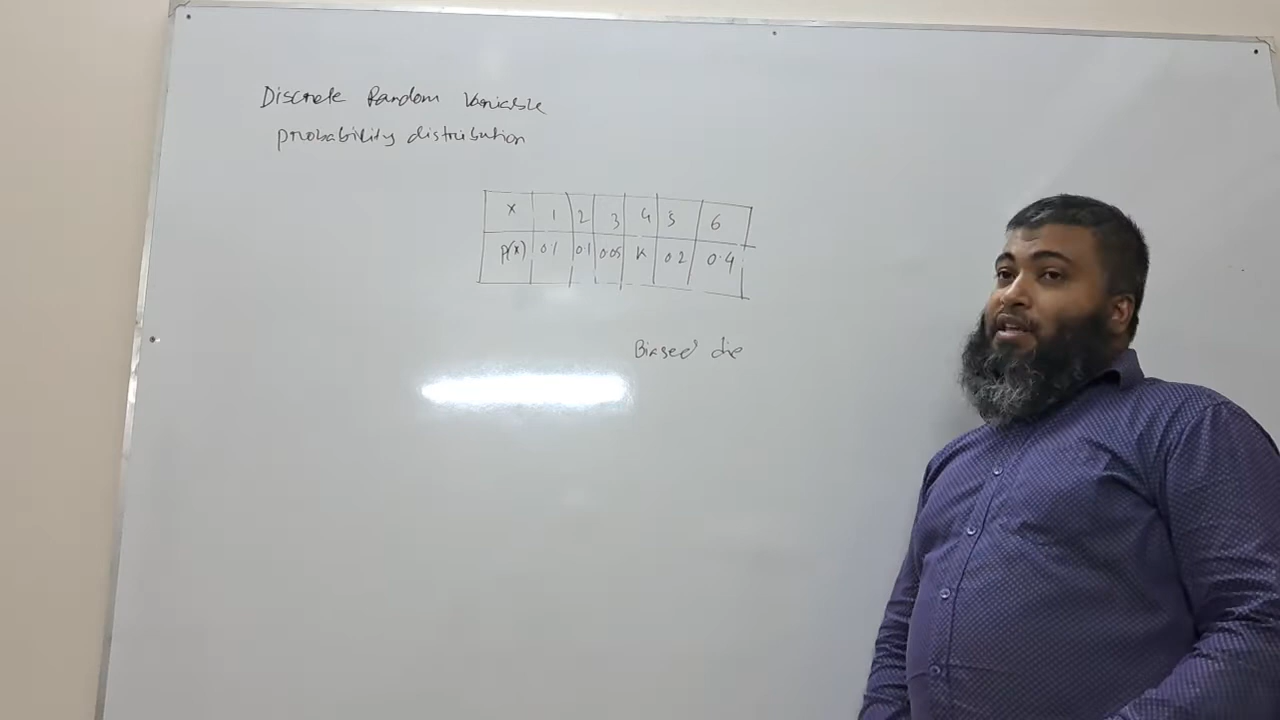 Discrete Random Variable
probability distribution
x 1 2 3 4 5 6
p(x) 0.1 0.1 0.05 k 0.2 0.4
Biased die